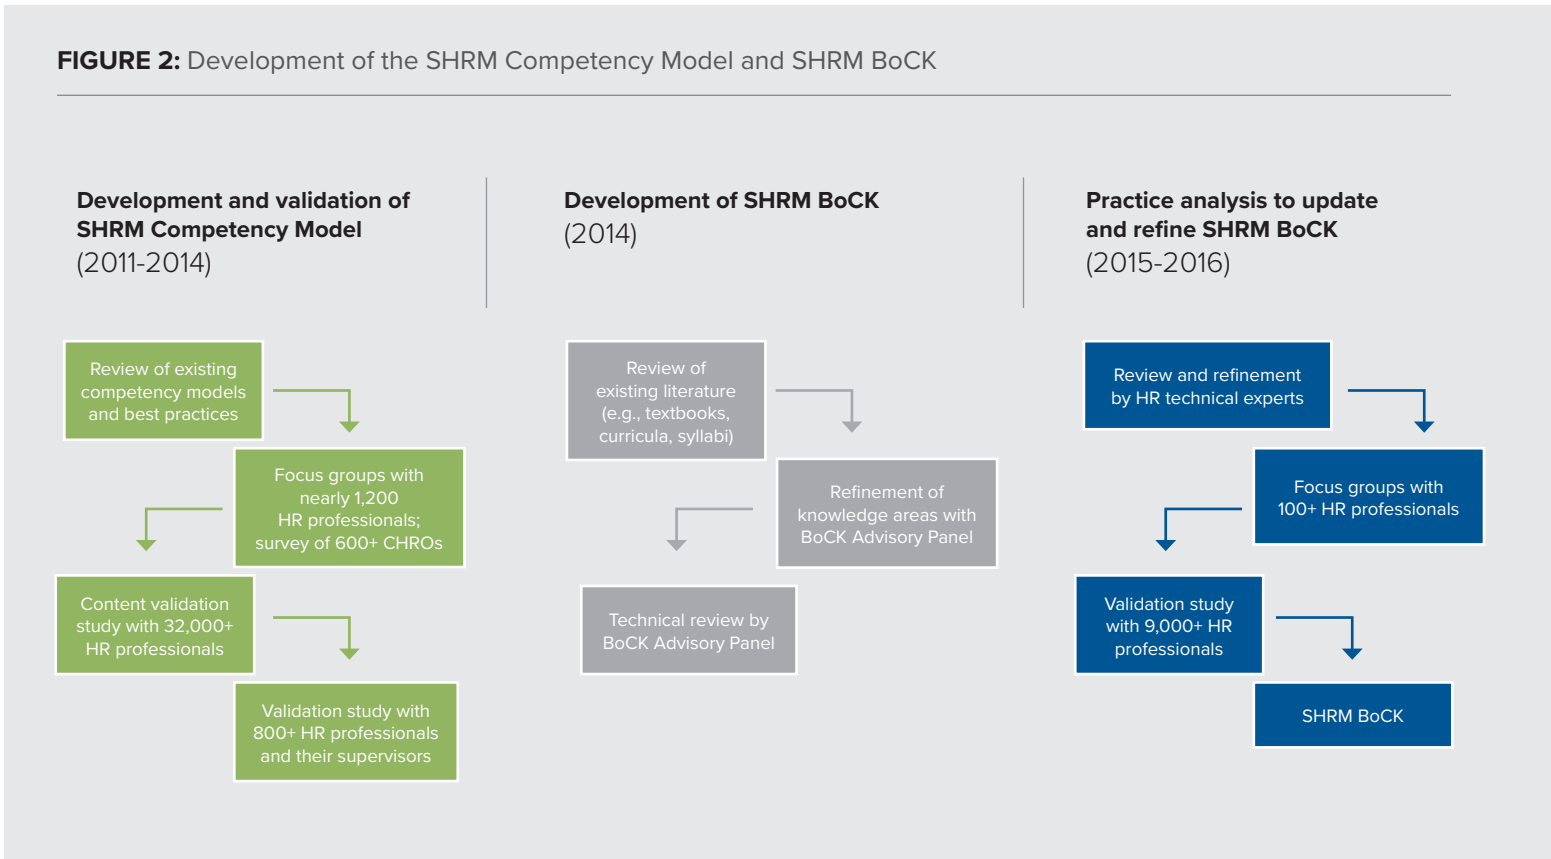 FIGURE 2: Development of the SHRM Competency Model and SHRM BoCK
Development and validation of
SHRM Competency Model
(2011-2014)
Review of existing
competency models
and best practices
Focus groups with
nearly 1,200
HR professionals;
survey of 600+ CHROs
Content validation
study with 32,000+
HR professionals
Validation study with
800+ HR professionals
and their supervisors
Development of SHRM BoCK
(2014)
Review of
existing literature
(e.g., textbooks,
curricula, syllabi)
Refinement of
knowledge areas with
BoCK Advisory Panel
Technical review by
BoCK Advisory Panel
Practice analysis to update
and refine SHRM BoCK
(2015-2016)
Review and refinement
by HR technical experts
Focus groups with
100+ HR professionals
Validation study
with 9,000+ HR
professionals
SHRM BoCK